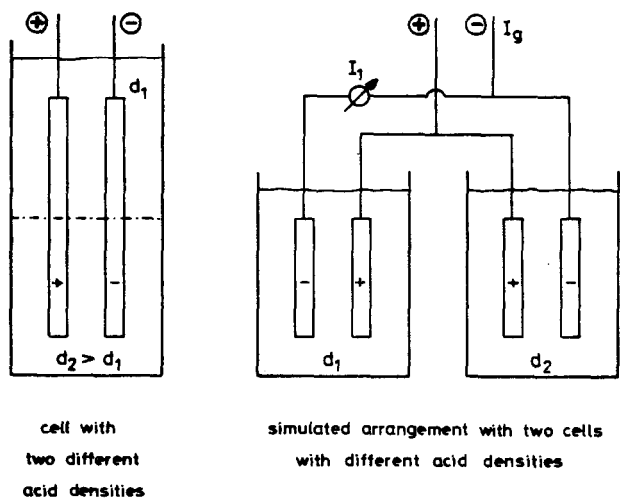 ⊕ ⊖
d₁
+ −
d₂ > d₁
cell with
two different
acid densities
⊕ ⊖ I_g
I₁
− + + −
d₁ d₂
simulated arrangement with two cells
with different acid densities